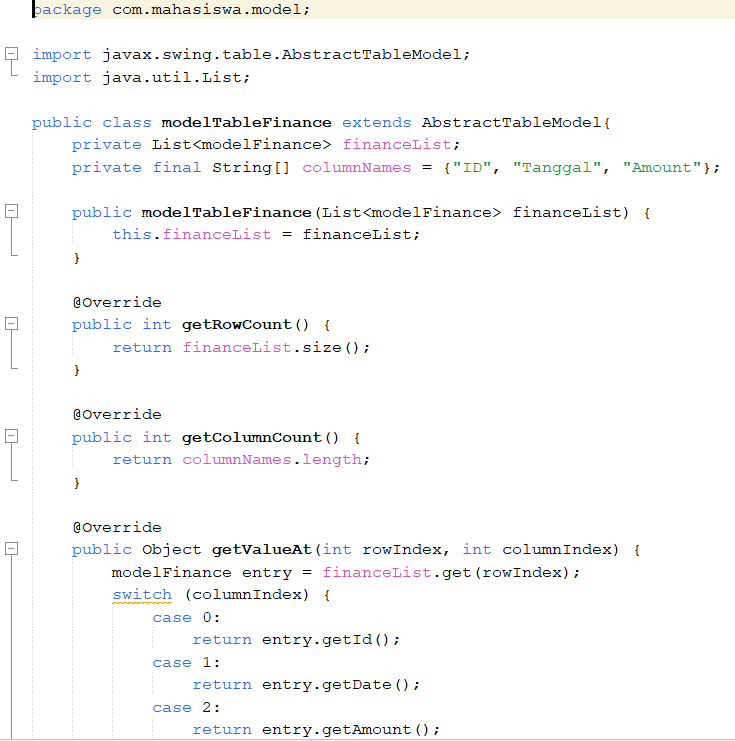 package com.mahasiswa.model;
import javax.swing.table.AbstractTableModel;
import java.util.List;
public class modelTableFinance extends AbstractTableModel{
    private List<modelFinance> financeList;
    private final String[] columnNames = {"ID", "Tanggal", "Amount"};
    public modelTableFinance(List<modelFinance> financeList) {
        this.financeList = financeList;
    }
    @Override
    public int getRowCount() {
        return financeList.size();
    }
    @Override
    public int getColumnCount() {
        return columnNames.length;
    }
    @Override
    public Object getValueAt(int rowIndex, int columnIndex) {
        modelFinance entry = financeList.get(rowIndex);
        switch (columnIndex) {
            case 0:
                return entry.getId();
            case 1:
                return entry.getDate();
            case 2:
                return entry.getAmount();